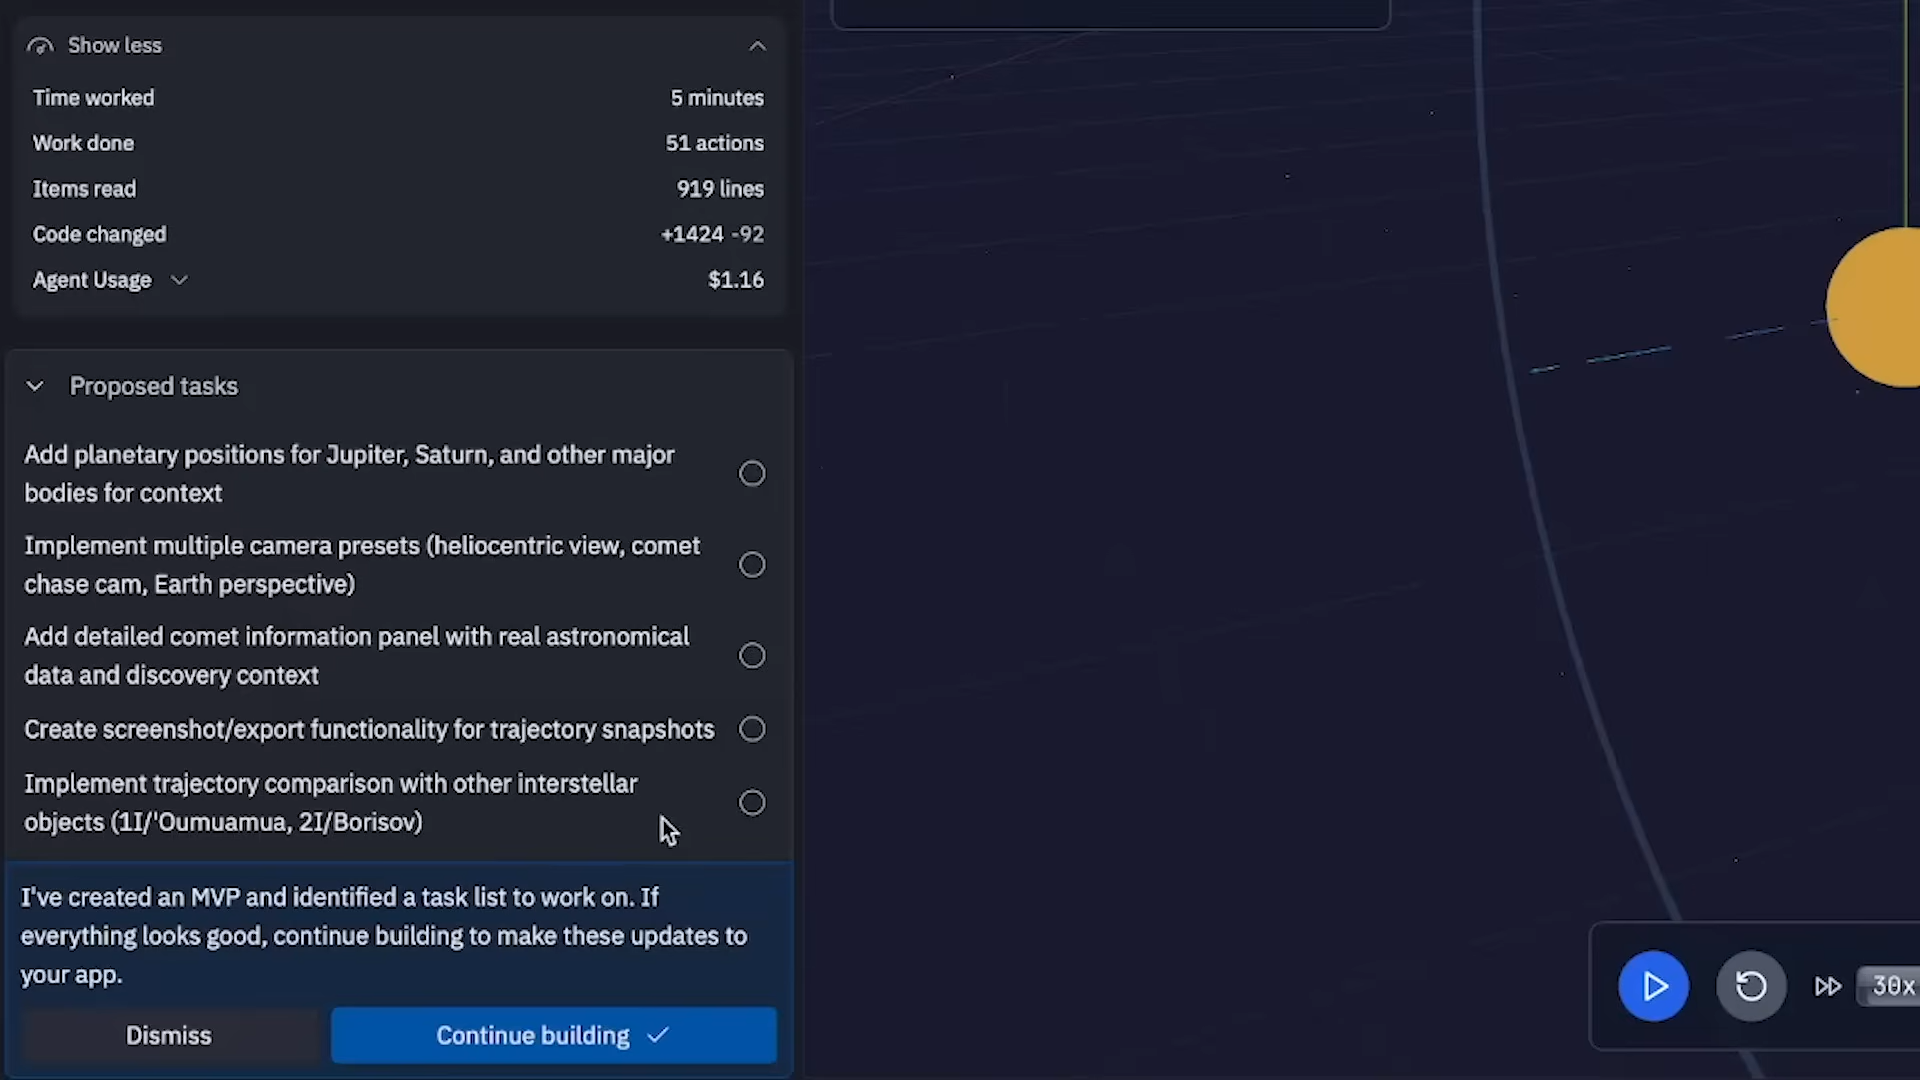 Show less
Time worked 5 minutes
Work done 51 actions
Items read 919 lines
Code changed +1424 -92
Agent Usage $1.16
Proposed tasks
Add planetary positions for Jupiter, Saturn, and other major
bodies for context
Implement multiple camera presets (heliocentric view, comet
chase cam, Earth perspective)
Add detailed comet information panel with real astronomical
data and discovery context
Create screenshot/export functionality for trajectory snapshots
Implement trajectory comparison with other interstellar
objects (1I/'Oumuamua, 2I/Borisov)
I've created an MVP and identified a task list to work on. If
everything looks good, continue building to make these updates to
your app.
Dismiss Continue building
30x